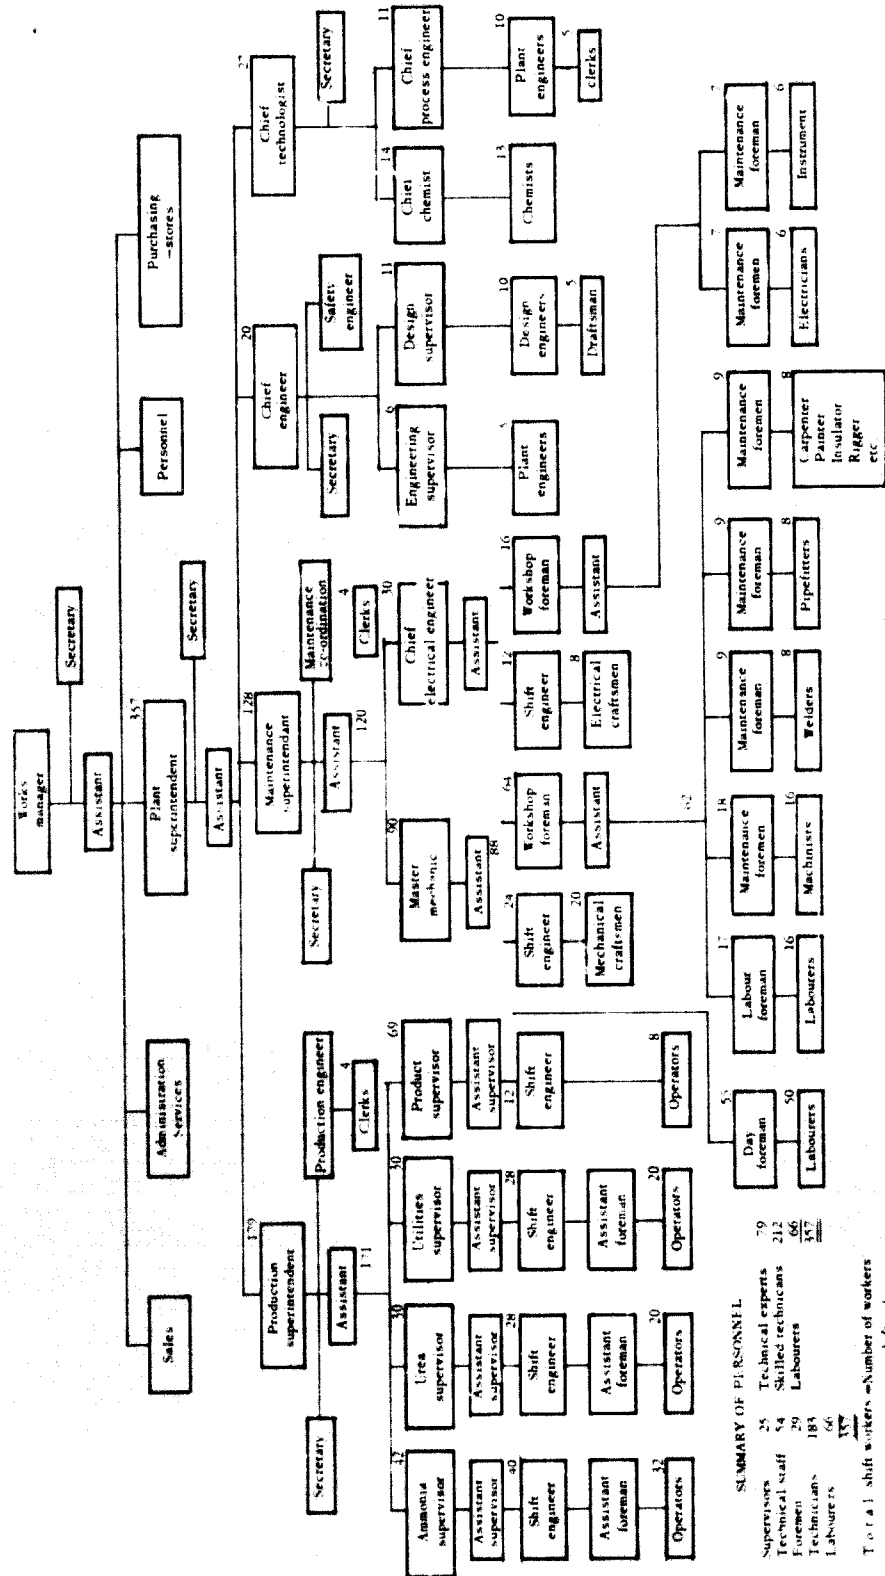 Works
manager
Secretary
Assistant
Sales
Administration
Services
357
Plant
superintendent
Personnel
Purchasing
-stores
Secretary
Assistant
179
Production
superintendent
128
Maintenance
superintendant
20
Chief
engineer
27
Chief
technologist
Secretary
Production engineer
Secretary
Maintenance
co-ordination
Secretary
Safety
engineer
Secretary
Assistant
171
4
Clerks
Assistant
120
4
Clerks
42
Ammonia
supervisor
30
Urea
supervisor
30
Utilities
supervisor
69
Product
supervisor
90
Master
mechanic
30
Chief
electrical engineer
6
Engineering
supervisor
11
Design
supervisor
14
Chief
chemist
11
Chief
process engineer
Assistant
supervisor
Assistant
supervisor
Assistant
supervisor
Assistant
supervisor
Assistant
88
Assistant
40
Shift
engineer
28
Shift
engineer
28
Shift
engineer
12
Shift
engineer
24
Shift
engineer
64
Workshop
foreman
12
Shift
engineer
16
Workshop
foreman
Plant
engineers
10
Design
engineers
13
Chemists
10
Plant
engineers
Assistant
foreman
Assistant
foreman
Assistant
foreman
20
Mechanical
craftsmen
Assistant
8
Electrical
craftsmen
Assistant
5
Draftsman
5
clerks
32
Operators
20
Operators
20
Operators
8
Operators
62
Day
foreman
17
Labour
foreman
18
Maintenance
foremen
9
Maintenance
foreman
9
Maintenance
foreman
9
Maintenance
foremen
7
Maintenance
foremen
7
Maintenance
foreman
50
Labourers
16
Labourers
16
Machinists
8
Welders
8
Pipefitters
8
Carpenter
Painter
Insulator
Rigger
etc
6
Electricians
6
Instrument
SUMMARY OF PERSONNEL
Supervisors 25 Technical experts 79
Technical staff 54 Skilled technicians 212
Foremen 29 Labourers 66
Technicians 183 357
Labourers 66
357
Total shift workers =Number of workers